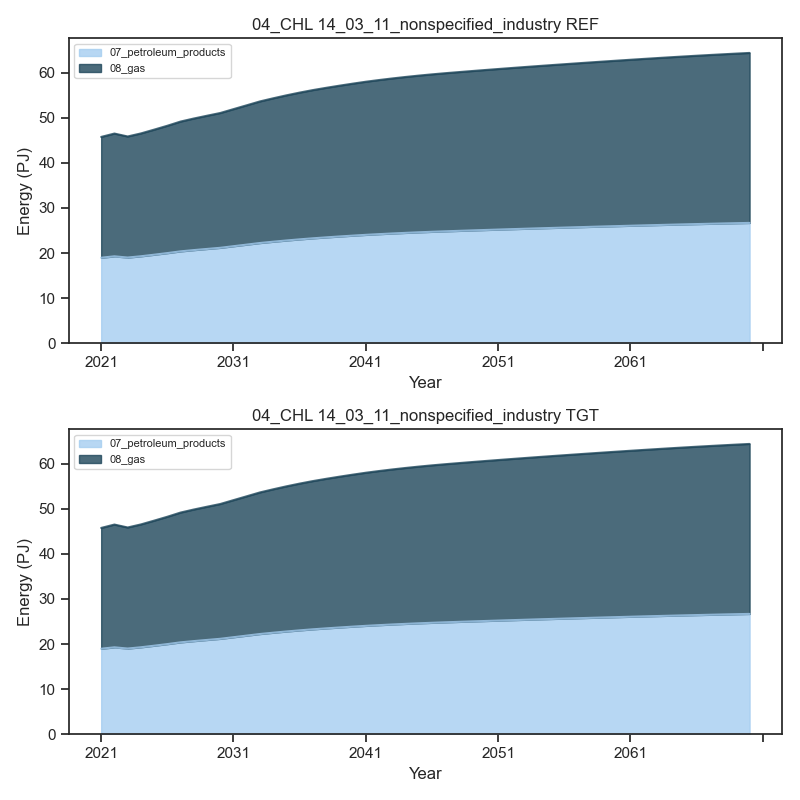 04_CHL 14_03_11_nonspecified_industry REF
07_petroleum_products
08_gas
Energy (PJ)
60
50
40
30
20
10
0
2021 2031 2041 2051 2061
Year
04_CHL 14_03_11_nonspecified_industry TGT
07_petroleum_products
08_gas
Energy (PJ)
60
50
40
30
20
10
0
2021 2031 2041 2051 2061
Year